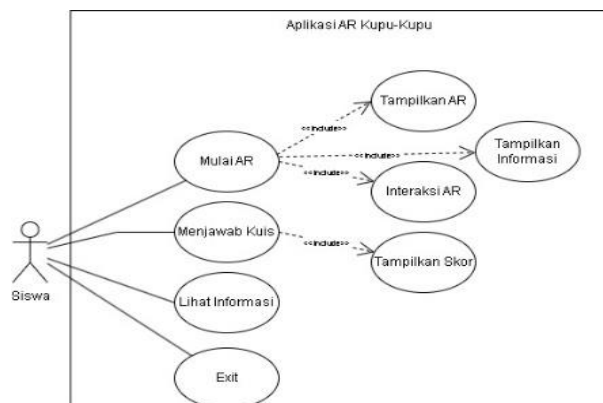 Aplikasi AR Kupu-Kupu
Tampilkan AR
<<include>>
Tampilkan
Informasi
Mulai AR
<<include>>
<<include>>
Interaksi AR
Menjawab Kuis
<<include>>
Tampilkan Skor
Siswa
Lihat Informasi
Exit